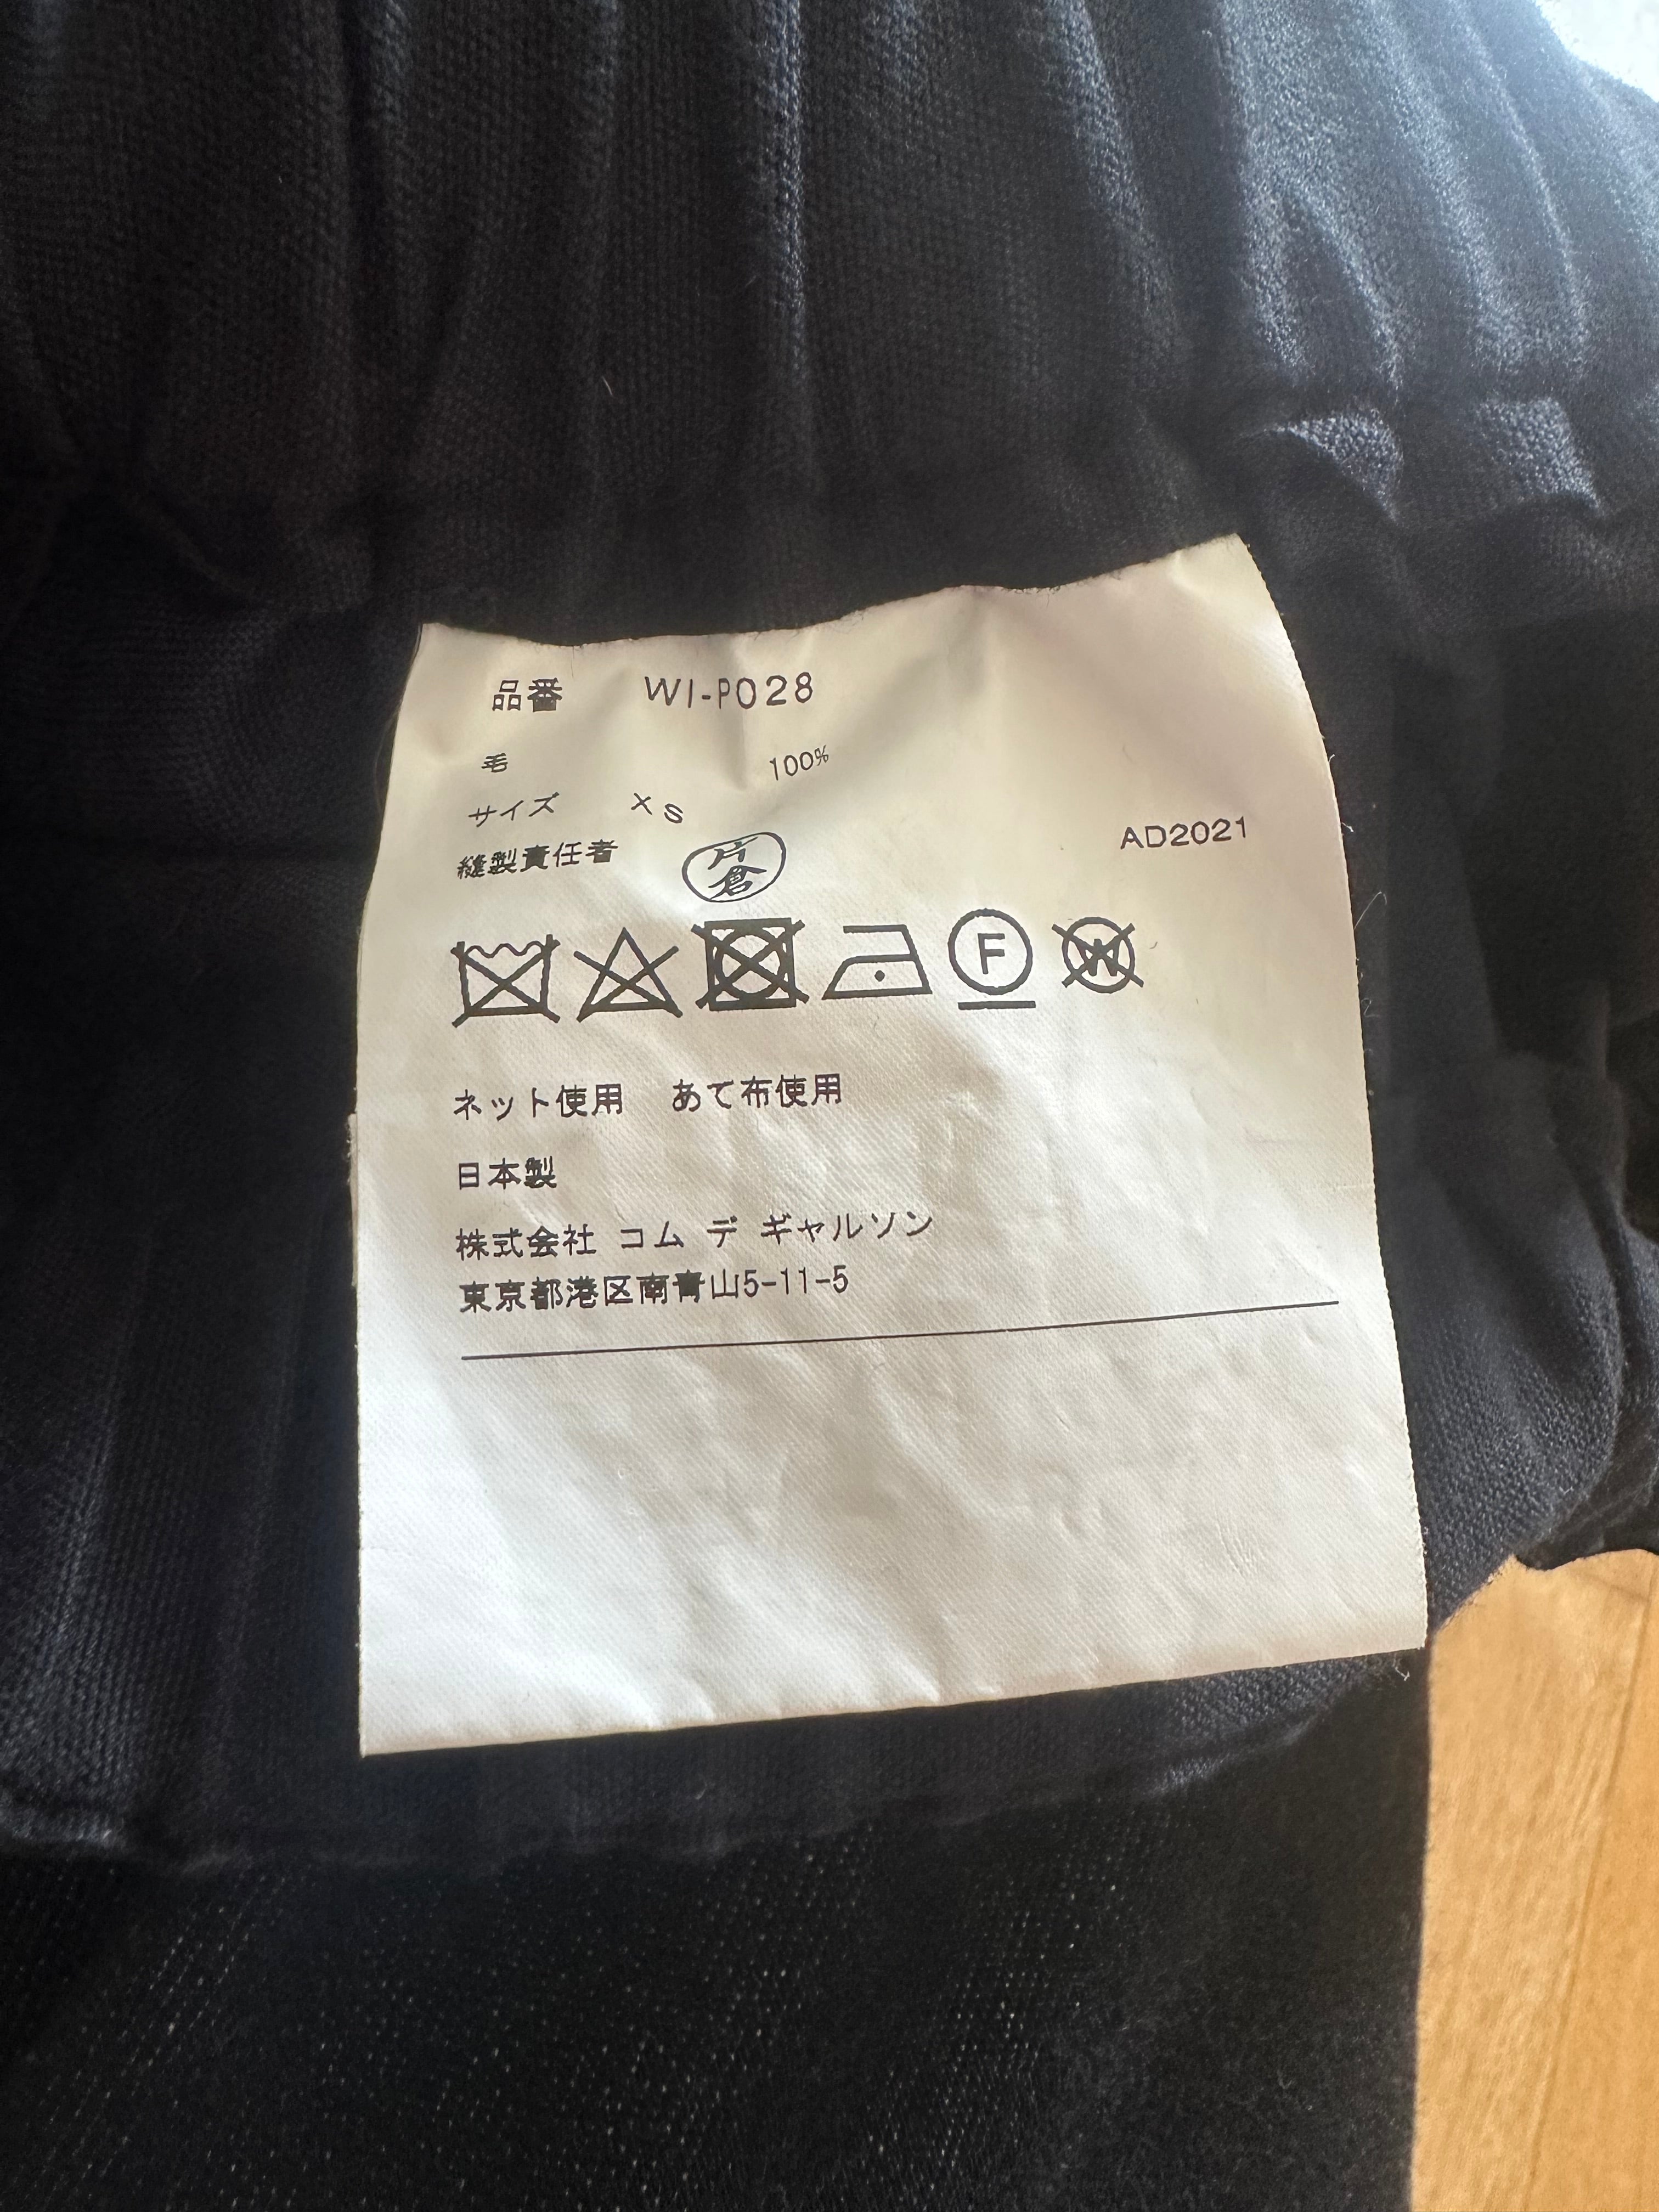 品番 WI-P028
毛 100%
サイズ XS
AD2021
縫製責任者 片倉
F W
ネット使用 あて布使用
日本製
株式会社 コム デ ギャルソン
東京都港区南青山5-11-5